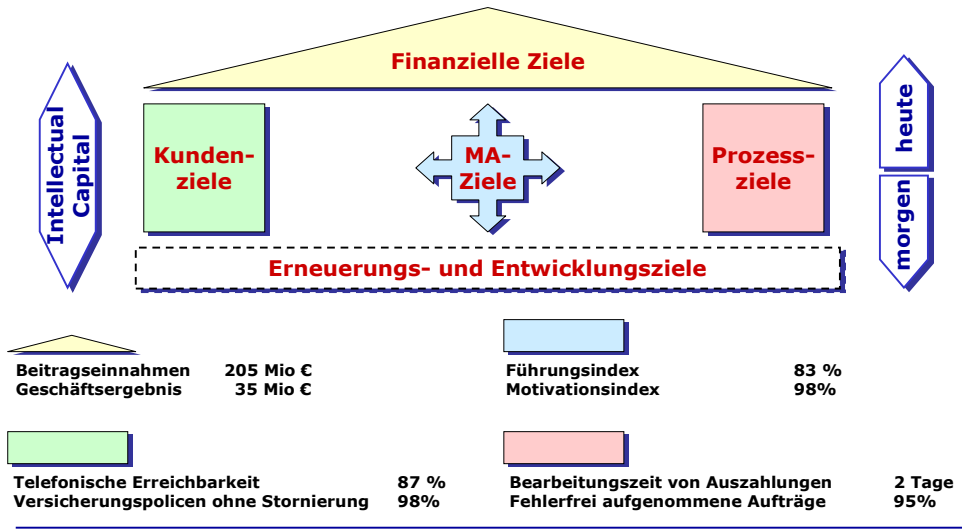 Finanzielle Ziele
Intellectual
Capital
Kunden-
ziele
MA-
Ziele
Prozess-
ziele
heute
morgen
Erneuerungs- und Entwicklungsziele
Beitragseinnahmen 205 Mio €
Geschäftsergebnis 35 Mio €
Führungsindex 83 %
Motivationsindex 98%
Telefonische Erreichbarkeit 87 %
Versicherungspolicen ohne Stornierung 98%
Bearbeitungszeit von Auszahlungen 2 Tage
Fehlerfrei aufgenommene Aufträge 95%